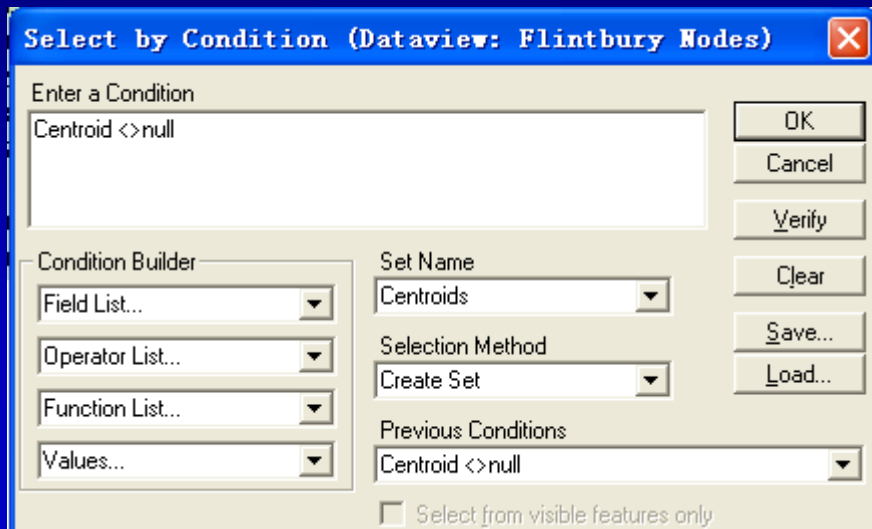 Select by Condition (Dataview: Flintbury Nodes)
Enter a Condition
Centroid <>null
OK
Cancel
Verify
Clear
Save...
Load...
Condition Builder
Field List...
Operator List...
Function List...
Values...
Set Name
Centroids
Selection Method
Create Set
Previous Conditions
Centroid <>null
Select from visible features only